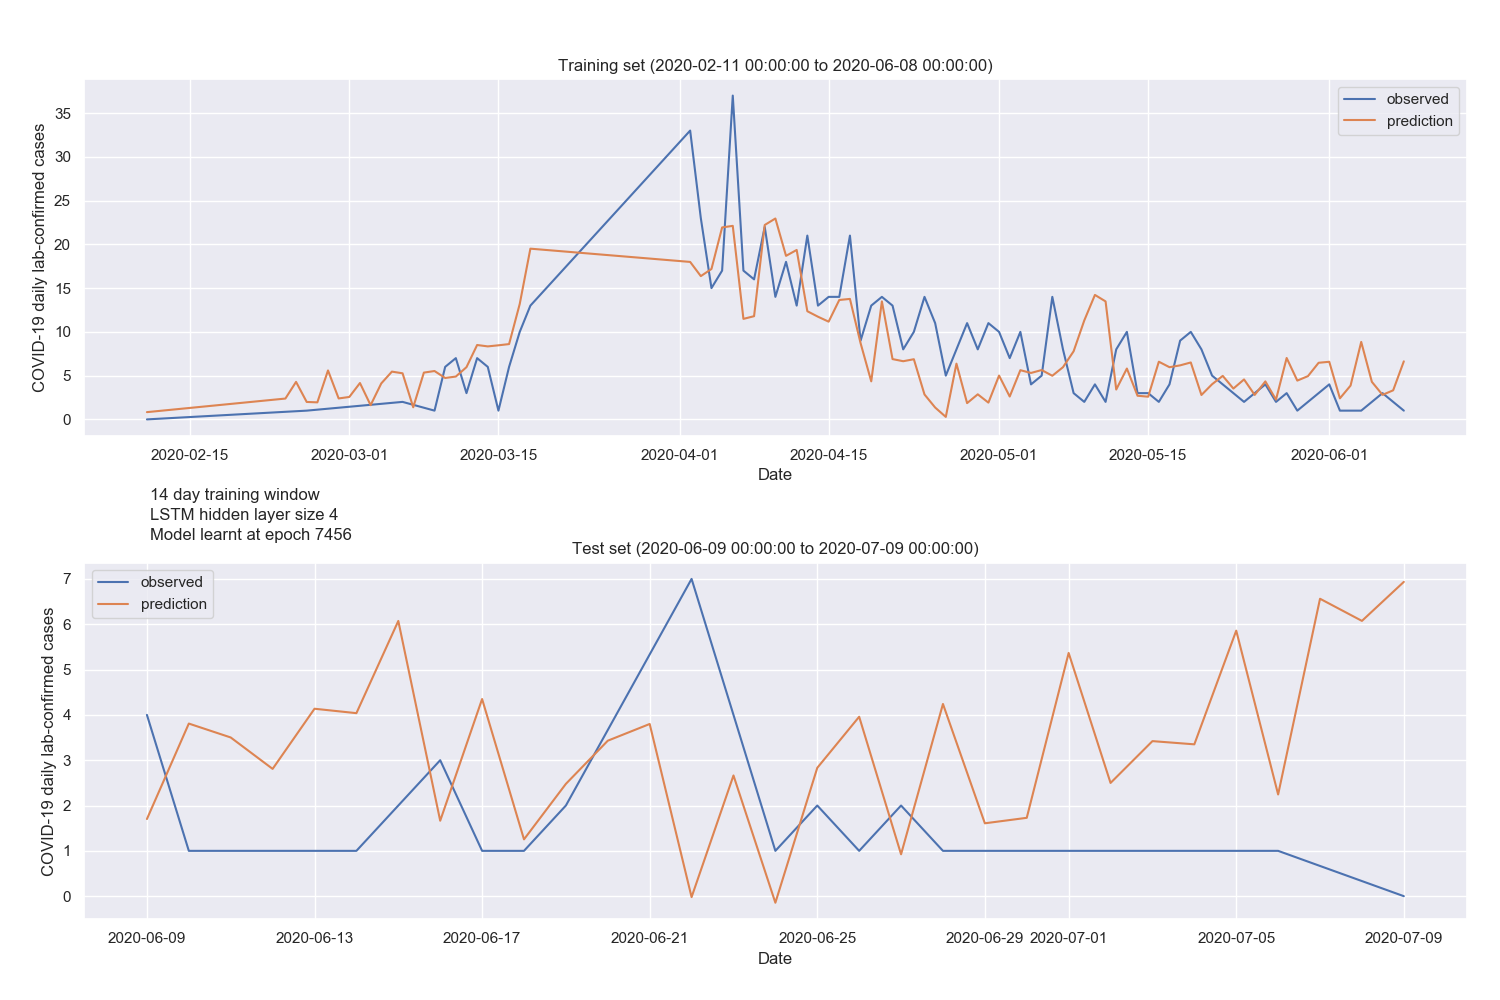 Training set (2020-02-11 00:00:00 to 2020-06-08 00:00:00)
COVID-19 daily lab-confirmed cases
35
30
25
20
15
10
5
0
observed
prediction
2020-02-15 2020-03-01 2020-03-15 2020-04-01 2020-04-15 2020-05-01 2020-05-15 2020-06-01
Date
14 day training window
LSTM hidden layer size 4
Model learnt at epoch 7456
Test set (2020-06-09 00:00:00 to 2020-07-09 00:00:00)
COVID-19 daily lab-confirmed cases
7
6
5
4
3
2
1
0
observed
prediction
2020-06-09 2020-06-13 2020-06-17 2020-06-21 2020-06-25 2020-06-29 2020-07-01 2020-07-05 2020-07-09
Date